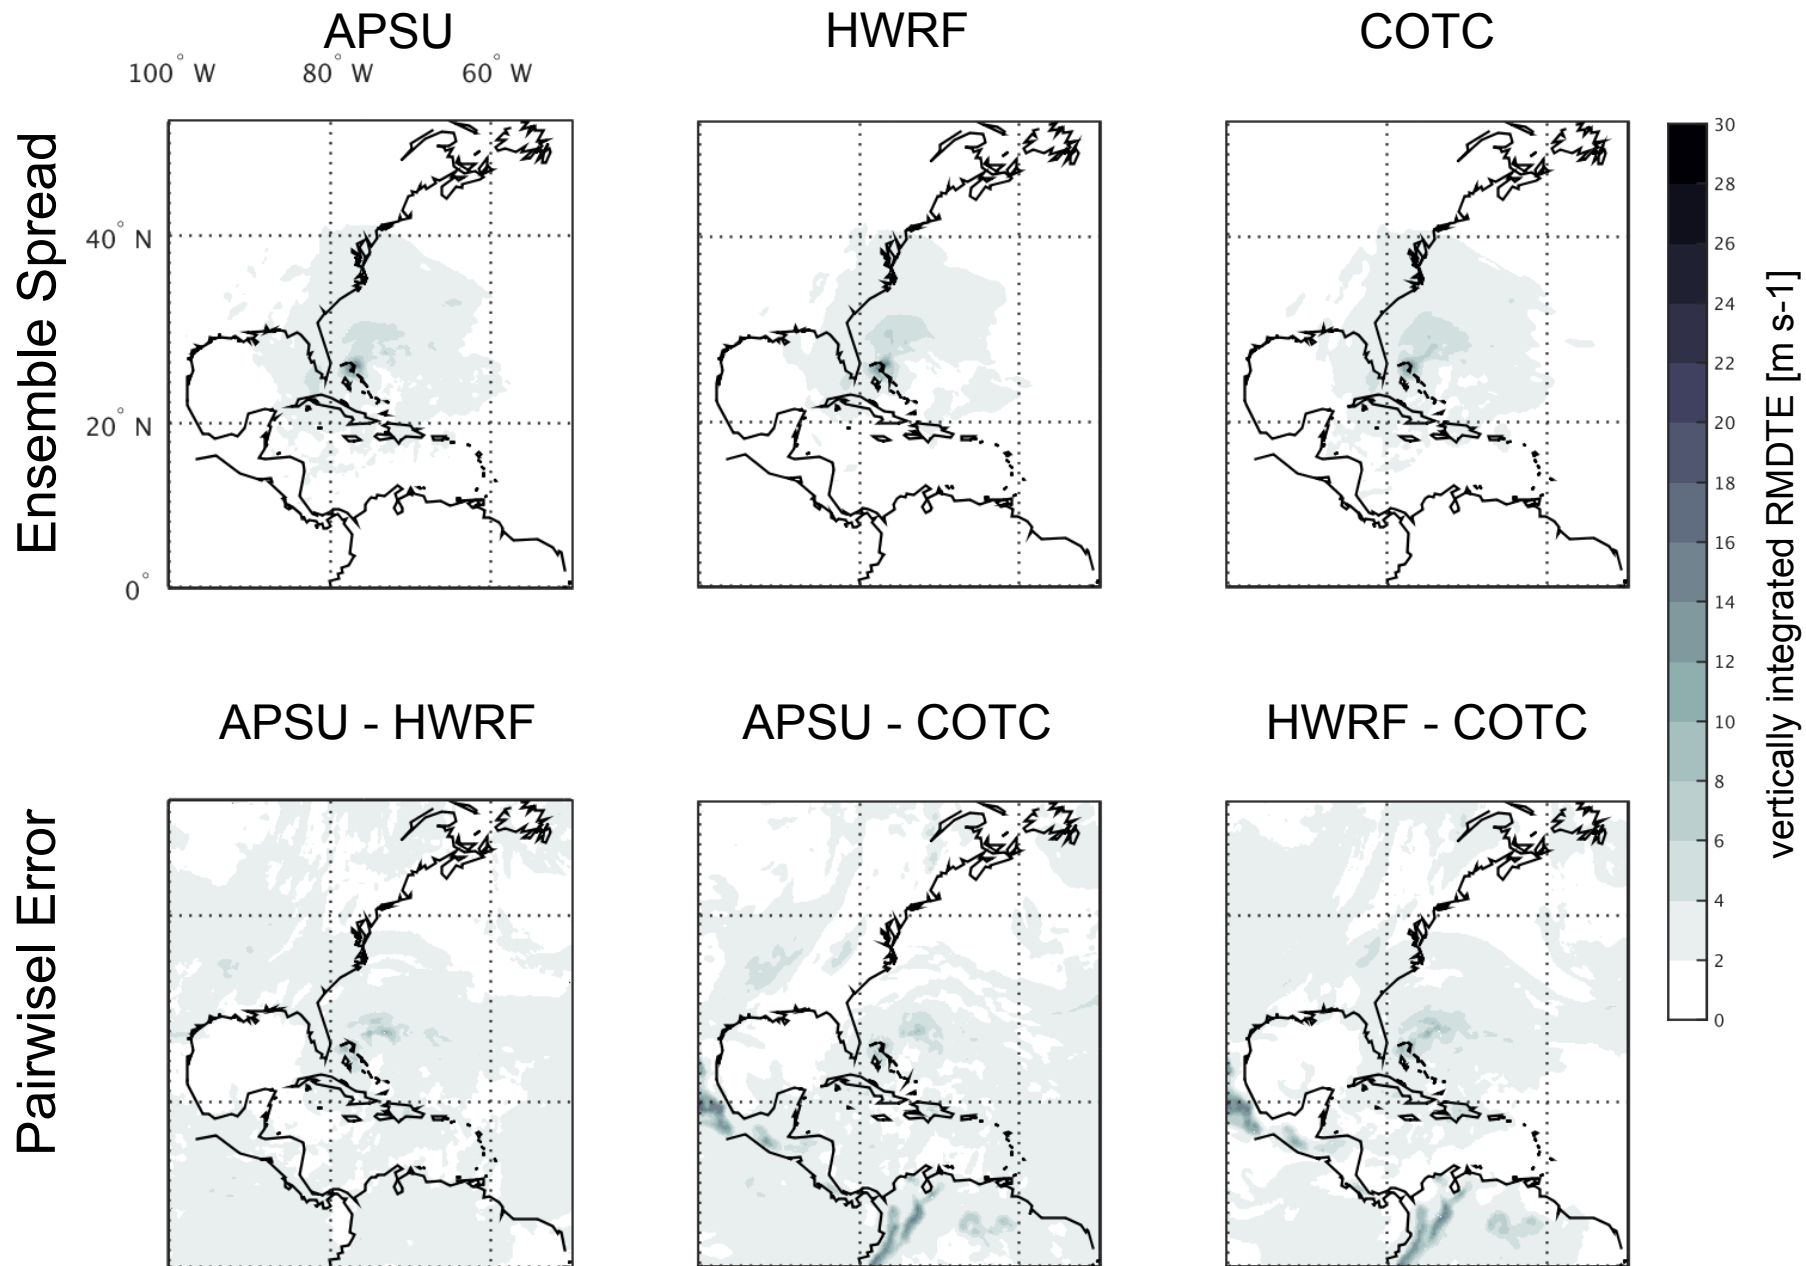 APSU
HWRF
COTC
100° W
80° W
60° W
Ensemble Spread
40° N
20° N
0°
30
28
26
24
22
20
18
16
14
12
10
8
6
4
2
0
vertically integrated RMDTE [m s-1]
APSU - HWRF
APSU - COTC
HWRF - COTC
Pairwisel Error